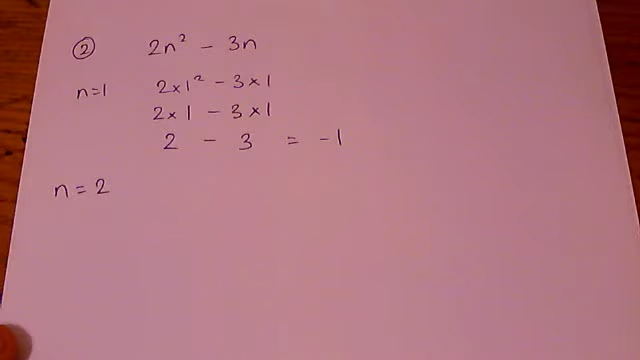 ② 2n² - 3n
n=1 2×1² - 3×1
2×1 - 3×1
2 - 3 = -1
n = 2